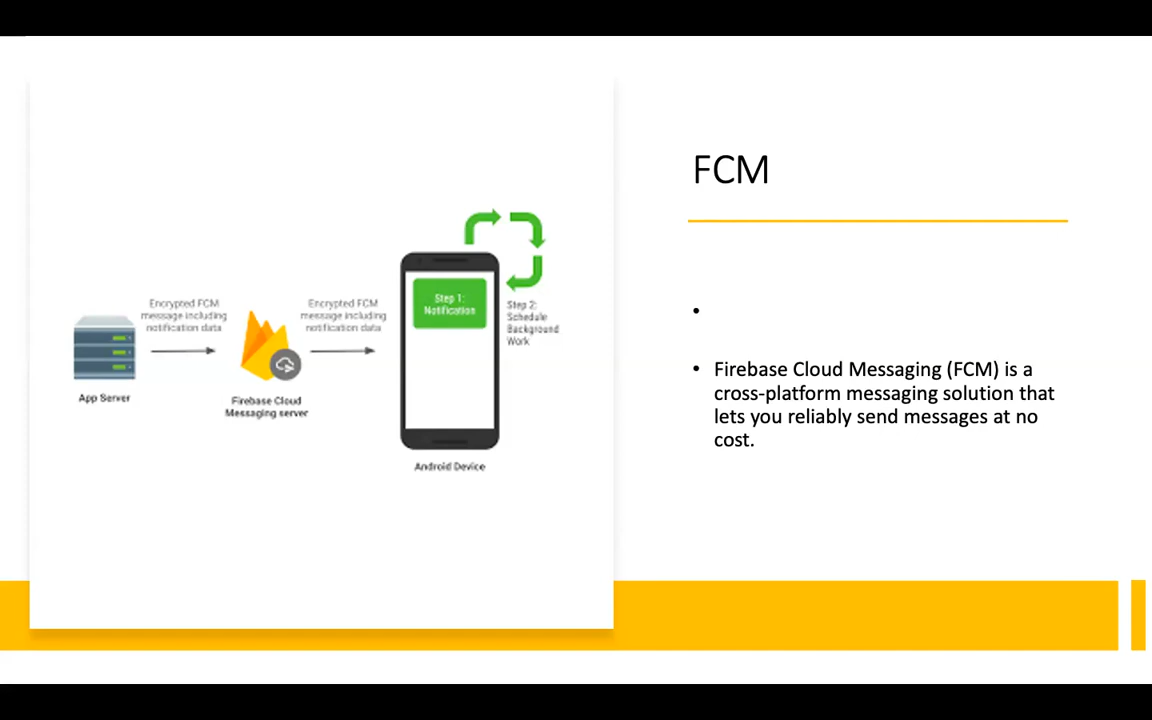 FCM
• 
• Firebase Cloud Messaging (FCM) is a
cross-platform messaging solution that
lets you reliably send messages at no
cost.
Encrypted FCM
message including
notification data
Encrypted FCM
message including
notification data
Step 1:
Notification
Step 2:
Schedule
Background
Work
App Server
Firebase Cloud
Messaging server
Android Device